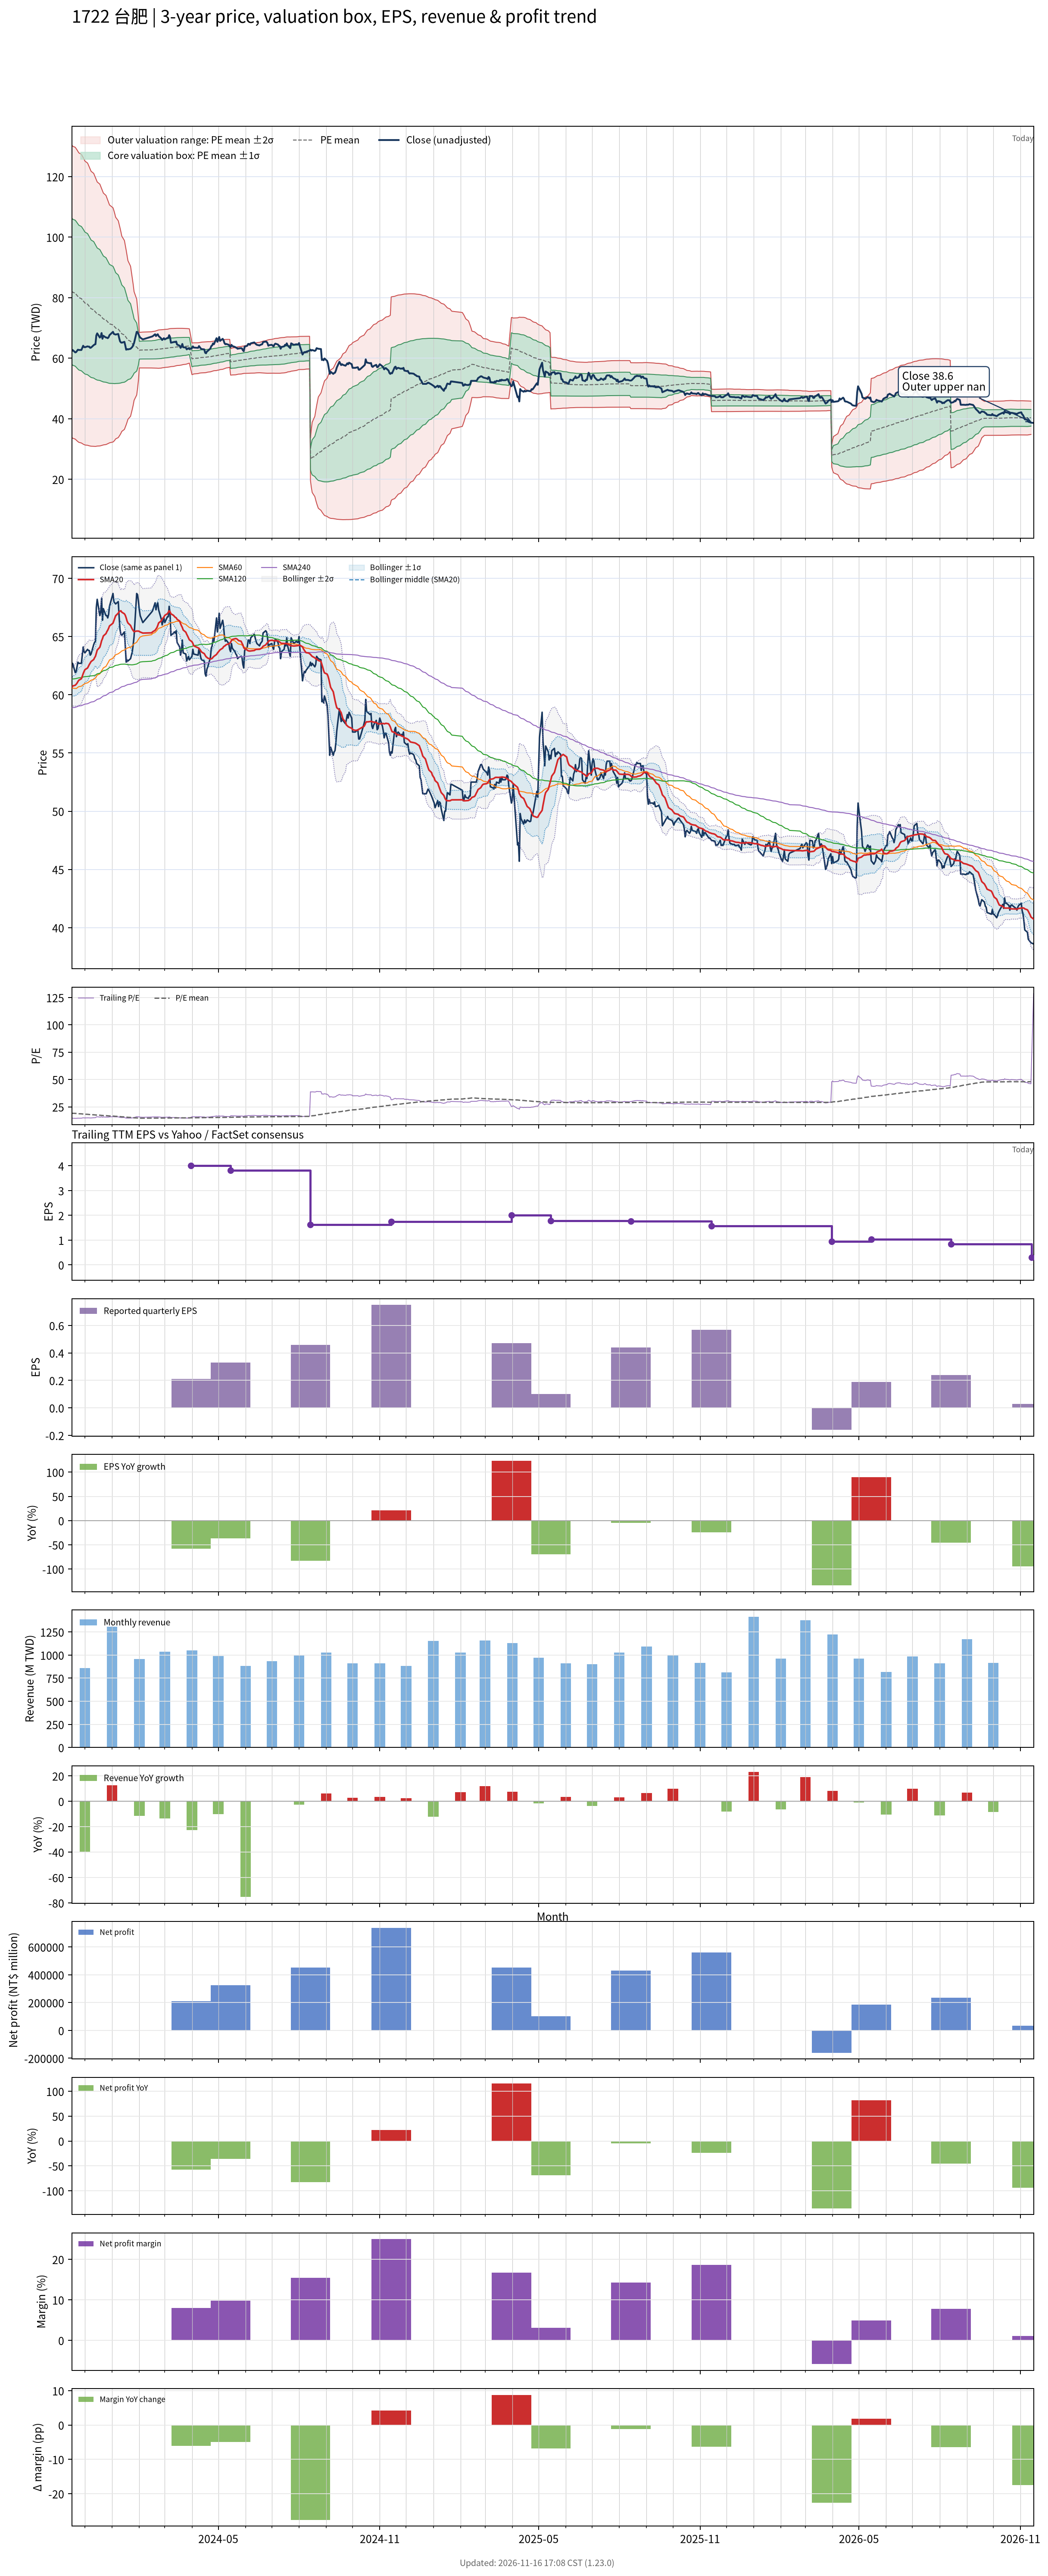 1722 台肥 | 3-year price, valuation box, EPS, revenue & profit trend
Outer valuation range: PE mean ±2σ
PE mean
Close (unadjusted)
Core valuation box: PE mean ±1σ
Today
Price (TWD)
120
100
80
60
40
20
Close 38.6
Outer upper nan
Close (same as panel 1)
SMA20
SMA60
SMA120
SMA240
Bollinger ±2σ
Bollinger ±1σ
Bollinger middle (SMA20)
Price
70
65
60
55
50
45
40
Trailing P/E
P/E mean
P/E
125
100
75
50
25
Trailing TTM EPS vs Yahoo / FactSet consensus
Today
EPS
4
3
2
1
0
Reported quarterly EPS
EPS
0.6
0.4
0.2
0.0
-0.2
EPS YoY growth
YoY (%)
100
50
0
-50
-100
Monthly revenue
Revenue (M TWD)
1250
1000
750
500
250
0
Revenue YoY growth
YoY (%)
20
0
-20
-40
-60
-80
Month
Net profit
Net profit (NT$ million)
600000
400000
200000
0
-200000
Net profit YoY
YoY (%)
100
50
0
-50
-100
Net profit margin
Margin (%)
20
10
0
Margin YoY change
Δ margin (pp)
10
0
-10
-20
2024-05
2024-11
2025-05
2025-11
2026-05
2026-11
Updated: 2026-11-16 17:08 CST (1.23.0)